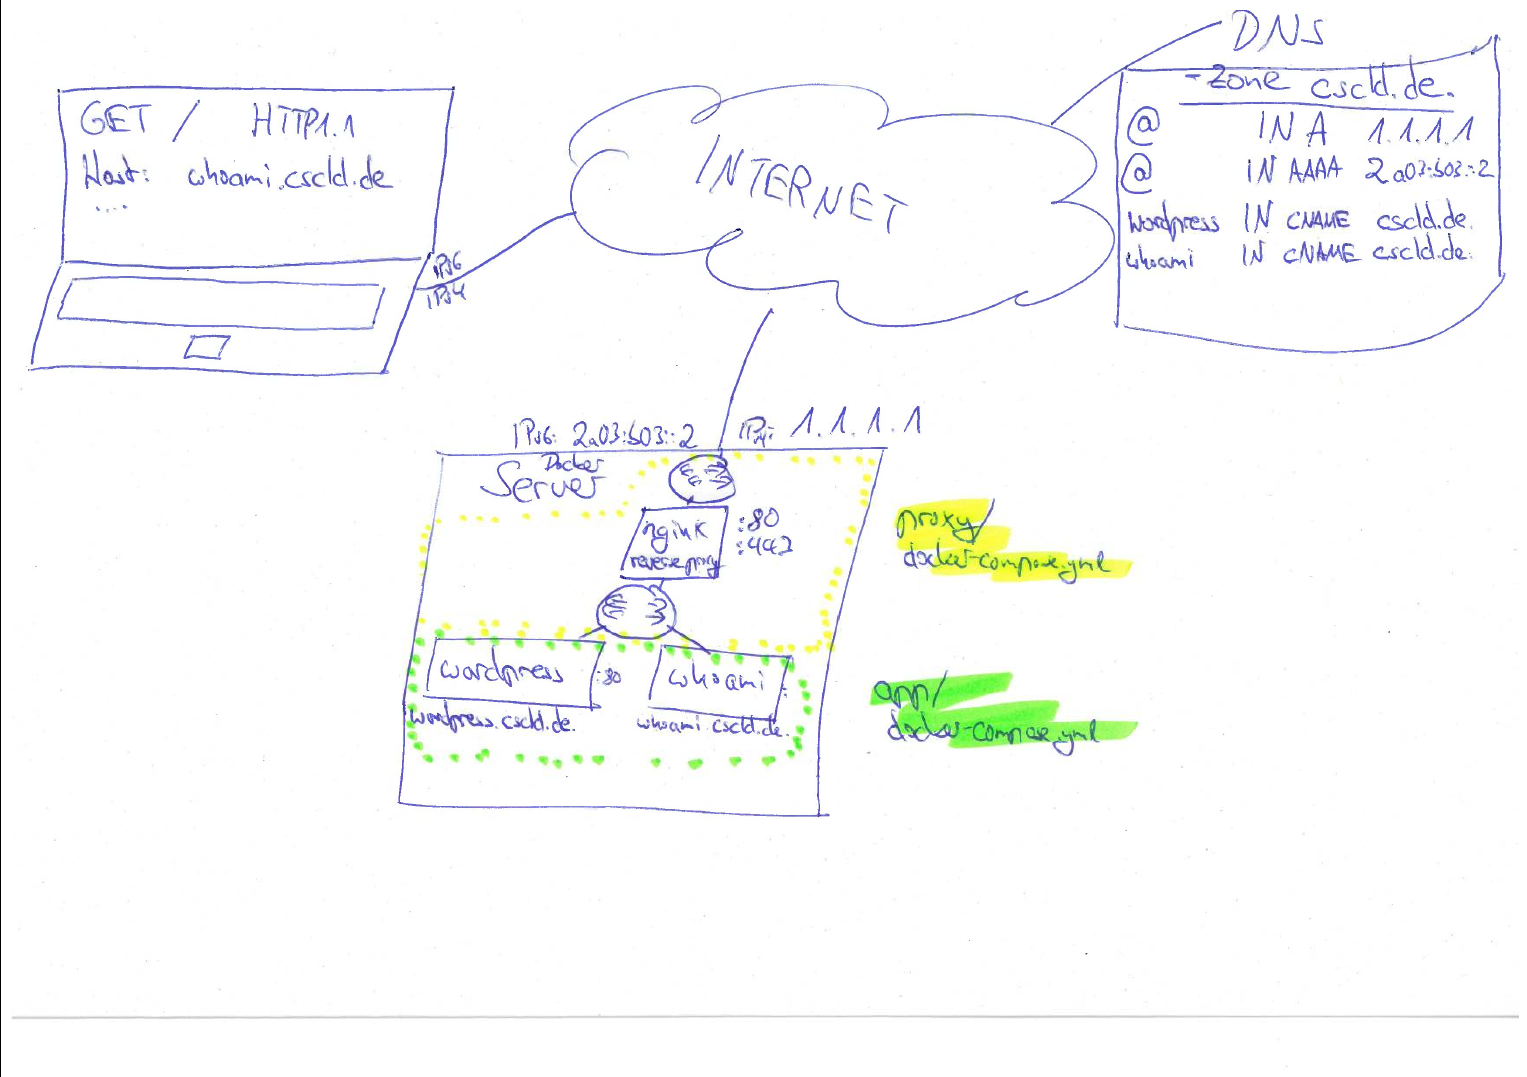 GET / HTTP1.1
Host: whoami.cscld.de
....
IPv6
IPv4
INTERNET
DNS
-Zone cscld.de.
@ IN A 1.1.1.1
@ IN AAAA 2a03:b03::2
wordpress IN CNAME cscld.de.
whoami IN CNAME cscld.de.
IPv6: 2a03:b03::2 IPv4: 1.1.1.1
Docker
Server
nginx :80
reverse proxy :443
proxy/
docker-compose.yml
wordpress :80
whoami :
wordpress.cscld.de.
whoami.cscld.de.
app/
docker-compose.yml